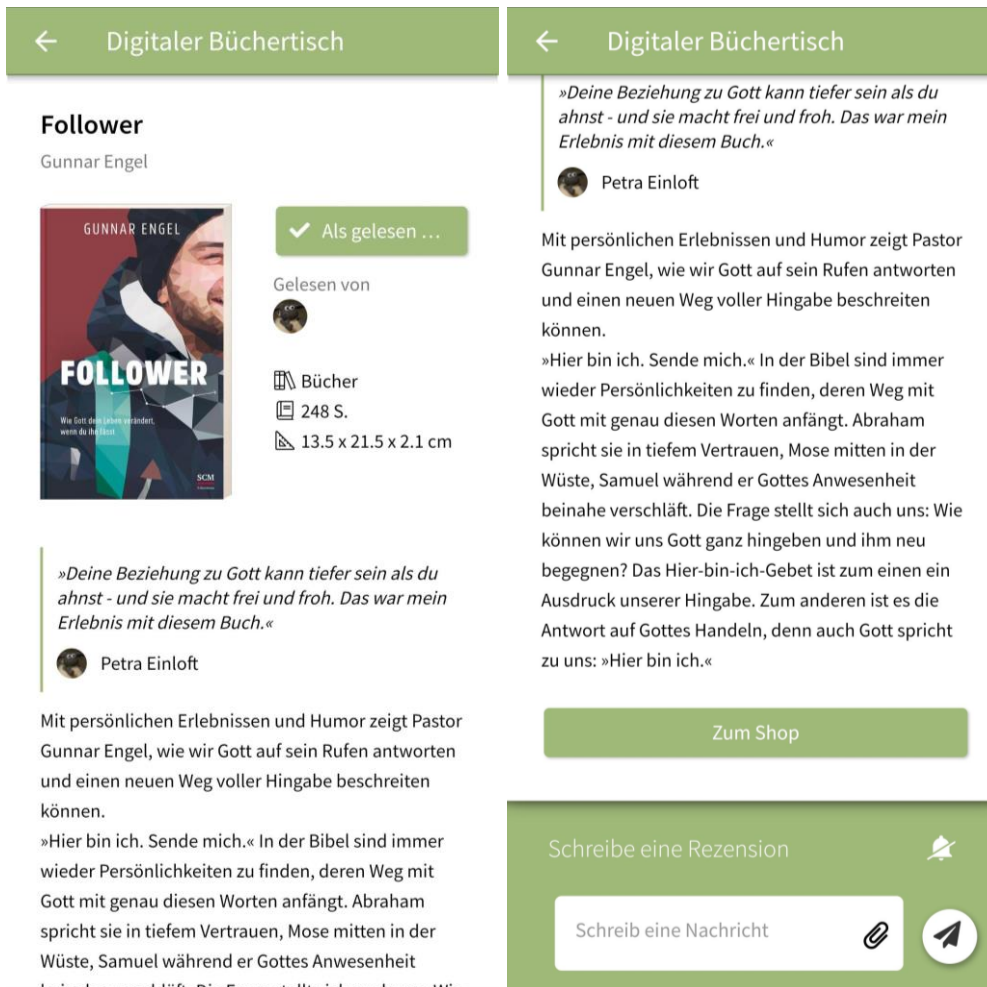 Digitaler Büchertisch
Follower
Gunnar Engel
GUNNAR ENGEL
FOLLOWER
Wie Gott dein Leben verändert,
wenn du ihn lässt
SCM
Als gelesen ...
Gelesen von
Bücher
248 S.
13.5 x 21.5 x 2.1 cm
»Deine Beziehung zu Gott kann tiefer sein als du
ahnst - und sie macht frei und froh. Das war mein
Erlebnis mit diesem Buch.«
Petra Einloft
Mit persönlichen Erlebnissen und Humor zeigt Pastor
Gunnar Engel, wie wir Gott auf sein Rufen antworten
und einen neuen Weg voller Hingabe beschreiten
können.
»Hier bin ich. Sende mich.« In der Bibel sind immer
wieder Persönlichkeiten zu finden, deren Weg mit
Gott mit genau diesen Worten anfängt. Abraham
spricht sie in tiefem Vertrauen, Mose mitten in der
Wüste, Samuel während er Gottes Anwesenheit
Digitaler Büchertisch
»Deine Beziehung zu Gott kann tiefer sein als du
ahnst - und sie macht frei und froh. Das war mein
Erlebnis mit diesem Buch.«
Petra Einloft
Mit persönlichen Erlebnissen und Humor zeigt Pastor
Gunnar Engel, wie wir Gott auf sein Rufen antworten
und einen neuen Weg voller Hingabe beschreiten
können.
»Hier bin ich. Sende mich.« In der Bibel sind immer
wieder Persönlichkeiten zu finden, deren Weg mit
Gott mit genau diesen Worten anfängt. Abraham
spricht sie in tiefem Vertrauen, Mose mitten in der
Wüste, Samuel während er Gottes Anwesenheit
beinahe verschläft. Die Frage stellt sich auch uns: Wie
können wir uns Gott ganz hingeben und ihm neu
begegnen? Das Hier-bin-ich-Gebet ist zum einen ein
Ausdruck unserer Hingabe. Zum anderen ist es die
Antwort auf Gottes Handeln, denn auch Gott spricht
zu uns: »Hier bin ich.«
Zum Shop
Schreibe eine Rezension
Schreib eine Nachricht